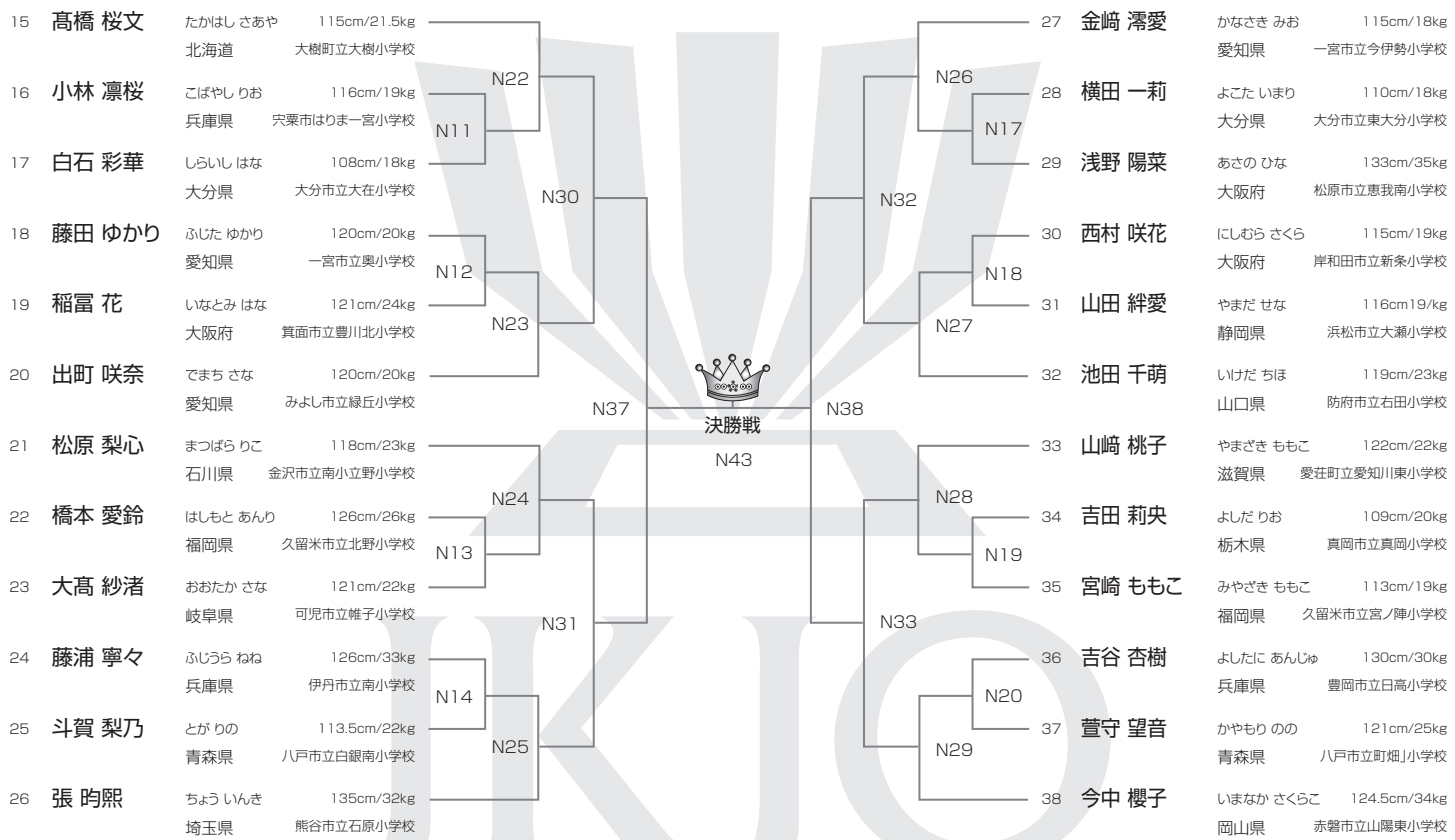 15 髙橋 桜文 たかはし さあや 115cm/21.5kg
北海道 大樹町立大樹小学校
16 小林 凛桜 こばやし りお 116cm/19kg
兵庫県 宍粟市はりま一宮小学校
17 白石 彩華 しらいし はな 108cm/18kg
大分県 大分市立大在小学校
18 藤田 ゆかり ふじた ゆかり 120cm/20kg
愛知県 一宮市立奥小学校
19 稲冨 花 いなとみ はな 121cm/24kg
大阪府 箕面市立豊川北小学校
20 出町 咲奈 でまち さな 120cm/20kg
愛知県 みよし市立緑丘小学校
21 松原 梨心 まつばら りこ 118cm/23kg
石川県 金沢市立南小立野小学校
22 橋本 愛鈴 はしもと あんり 126cm/26kg
福岡県 久留米市立北野小学校
23 大髙 紗渚 おおたか さな 121cm/22kg
岐阜県 可児市立帷子小学校
24 藤浦 寧々 ふじうら ねね 126cm/33kg
兵庫県 伊丹市立南小学校
25 斗賀 梨乃 とが りの 113.5cm/22kg
青森県 八戸市立白銀南小学校
26 張 昀熙 ちょう いんき 135cm/32kg
埼玉県 熊谷市立石原小学校
N22
N11
N30
N12
N23
N37
N24
N13
N31
N14
N25
決勝戦
N43
N26
N17
N32
N18
N27
N38
N28
N19
N33
N20
N29
27 金﨑 澪愛 かなさき みお 115cm/18kg
愛知県 一宮市立今伊勢小学校
28 横田 一莉 よこた いまり 110cm/18kg
大分県 大分市立東大分小学校
29 浅野 陽菜 あさの ひな 133cm/35kg
大阪府 松原市立恵我南小学校
30 西村 咲花 にしむら さくら 115cm/19kg
大阪府 岸和田市立新条小学校
31 山田 絆愛 やまだ せな 116cm19/kg
静岡県 浜松市立大瀬小学校
32 池田 千萌 いけだ ちほ 119cm/23kg
山口県 防府市立右田小学校
33 山﨑 桃子 やまざき ももこ 122cm/22kg
滋賀県 愛荘町立愛知川東小学校
34 吉田 莉央 よしだ りお 109cm/20kg
栃木県 真岡市立真岡小学校
35 宮崎 ももこ みやざき ももこ 113cm/19kg
福岡県 久留米市立宮ノ陣小学校
36 吉谷 杏樹 よしたに あんじゅ 130cm/30kg
兵庫県 豊岡市立日高小学校
37 萱守 望音 かやもり のの 121cm/25kg
青森県 八戸市立町畑」小学校
38 今中 櫻子 いまなか さくらこ 124.5cm/34kg
岡山県 赤磐市立山陽東小学校
JKJO